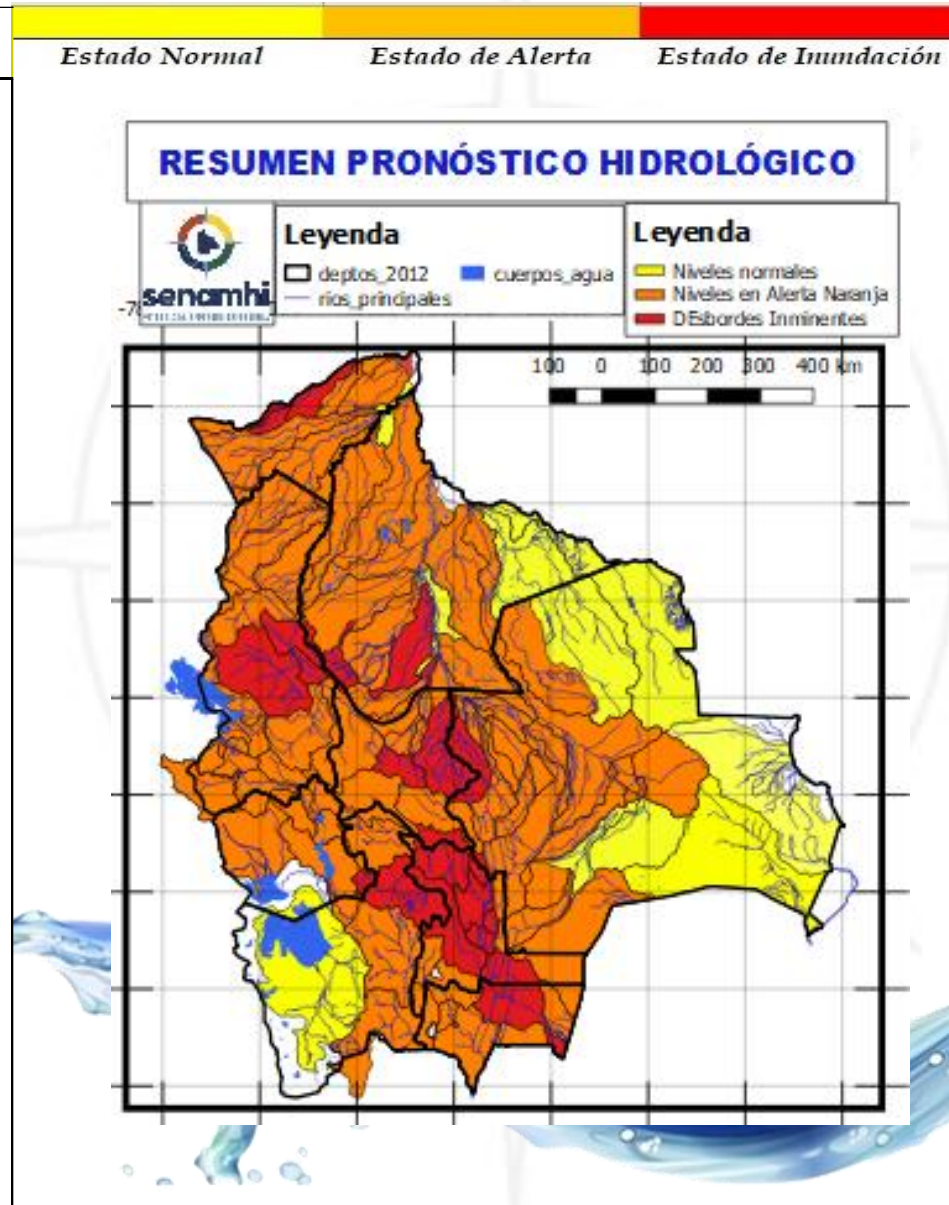 Estado Normal Estado de Alerta Estado de Inundación
RESUMEN PRONÓSTICO HIDROLÓGICO
senamhi
Leyenda
deptos_2012 cuerpos_agua
rios_principales
Leyenda
Niveles normales
Niveles en Alerta Naranja
DEsbordes Inminentes
100 0 100 200 300 400 km